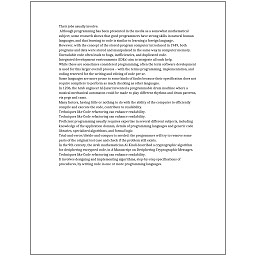 Their jobs usually involve:
Although programming has been presented in the media as a somewhat mathematical
subject, some research shows that good programmers have strong skills in natural human
languages, and that learning to code is similar to learning a foreign language.
However, with the concept of the stored-program computer introduced in 1949, both
programs and data were stored and manipulated in the same way in computer memory.
Unreadable code often leads to bugs, inefficiencies, and duplicated code.
Integrated development environments (IDEs) aim to integrate all such help.
While these are sometimes considered programming, often the term software development
is used for this larger overall process – with the terms programming, implementation, and
coding reserved for the writing and editing of code per se.
Some languages are more prone to some kinds of faults because their specification does not
require compilers to perform as much checking as other languages.
In 1206, the Arab engineer Al-Jazari invented a programmable drum machine where a
musical mechanical automaton could be made to play different rhythms and drum patterns,
via pegs and cams.
Many factors, having little or nothing to do with the ability of the computer to efficiently
compile and execute the code, contribute to readability.
Techniques like Code refactoring can enhance readability.
Techniques like Code refactoring can enhance readability.
Proficient programming usually requires expertise in several different subjects, including
knowledge of the application domain, details of programming languages and generic code
libraries, specialized algorithms, and formal logic.
Trial-and-error/divide-and-conquer is needed: the programmer will try to remove some
parts of the original test case and check if the problem still exists.
In the 9th century, the Arab mathematician Al-Kindi described a cryptographic algorithm
for deciphering encrypted code, in A Manuscript on Deciphering Cryptographic Messages.
Techniques like Code refactoring can enhance readability.
It involves designing and implementing algorithms, step-by-step specifications of
procedures, by writing code in one or more programming languages.